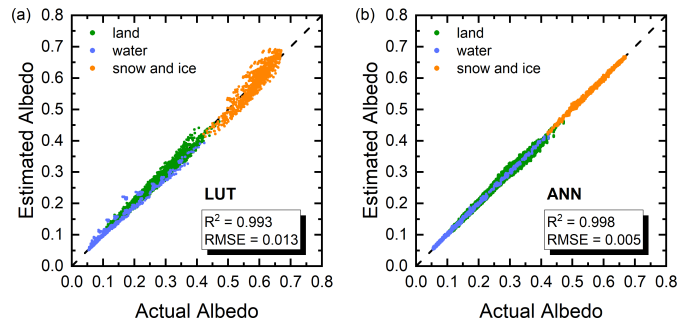 (a)
0.8
0.7
0.6
0.5
0.4
0.3
0.2
0.1
0.0
Estimated Albedo
land
water
snow and ice
LUT
R² = 0.993
RMSE = 0.013
0.0 0.1 0.2 0.3 0.4 0.5 0.6 0.7 0.8
Actual Albedo
(b)
0.8
0.7
0.6
0.5
0.4
0.3
0.2
0.1
0.0
Estimated Albedo
land
water
snow and ice
ANN
R² = 0.998
RMSE = 0.005
0.0 0.1 0.2 0.3 0.4 0.5 0.6 0.7 0.8
Actual Albedo